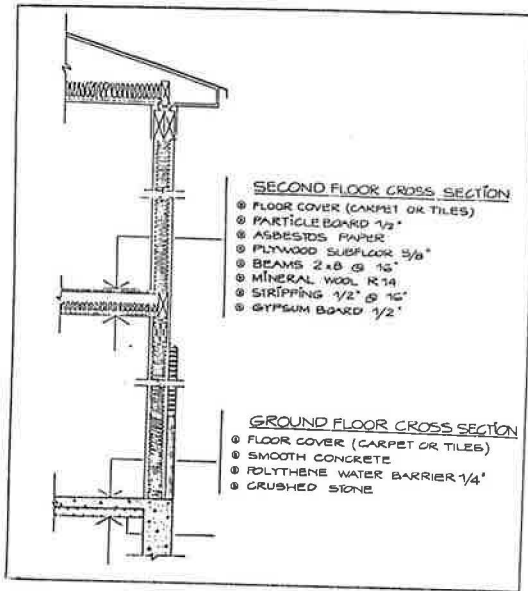 SECOND FLOOR CROSS SECTION
FLOOR COVER (CARPET OR TILES)
PARTICLE BOARD 1/2"
ASBESTOS PAPER
PLYWOOD SUBFLOOR 5/8"
BEAMS 2x8 @ 16"
MINERAL WOOL R14
STRIPPING 1/2" @ 16"
GYPSUM BOARD 1/2"
GROUND FLOOR CROSS SECTION
FLOOR COVER (CARPET OR TILES)
SMOOTH CONCRETE
POLYTHENE WATER BARRIER 1/4"
CRUSHED STONE